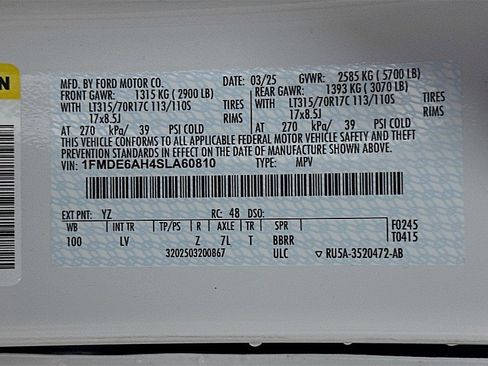 MFD. BY FORD MOTOR CO. DATE: 03/25 GVWR: 2585 KG ( 5700 LB)
FRONT GAWR: 1315 KG ( 2900 LB) REAR GAWR: 1393 KG ( 3070 LB)
WITH LT315/70R17C 113/110S TIRES WITH LT315/70R17C 113/110S TIRES
17x8.5J RIMS 17x8.5J RIMS
AT 270 kPa/ 39 PSI COLD AT 270 kPa/ 39 PSI COLD
THIS VEHICLE CONFORMS TO ALL APPLICABLE FEDERAL MOTOR VEHICLE SAFETY AND THEFT
PREVENTION STANDARDS IN EFFECT ON THE DATE OF MANUFACTURE SHOWN ABOVE.
VIN: 1FMDE6AH4SLA60810 TYPE: MPV
EXT PNT: YZ RC: 48 DSO:
WB INT TR TP/PS R AXLE TR SPR F0245
100 LV Z 7L T BBRR T0415
3202503200867 ULC ▽ RU5A-3520472-AB
N